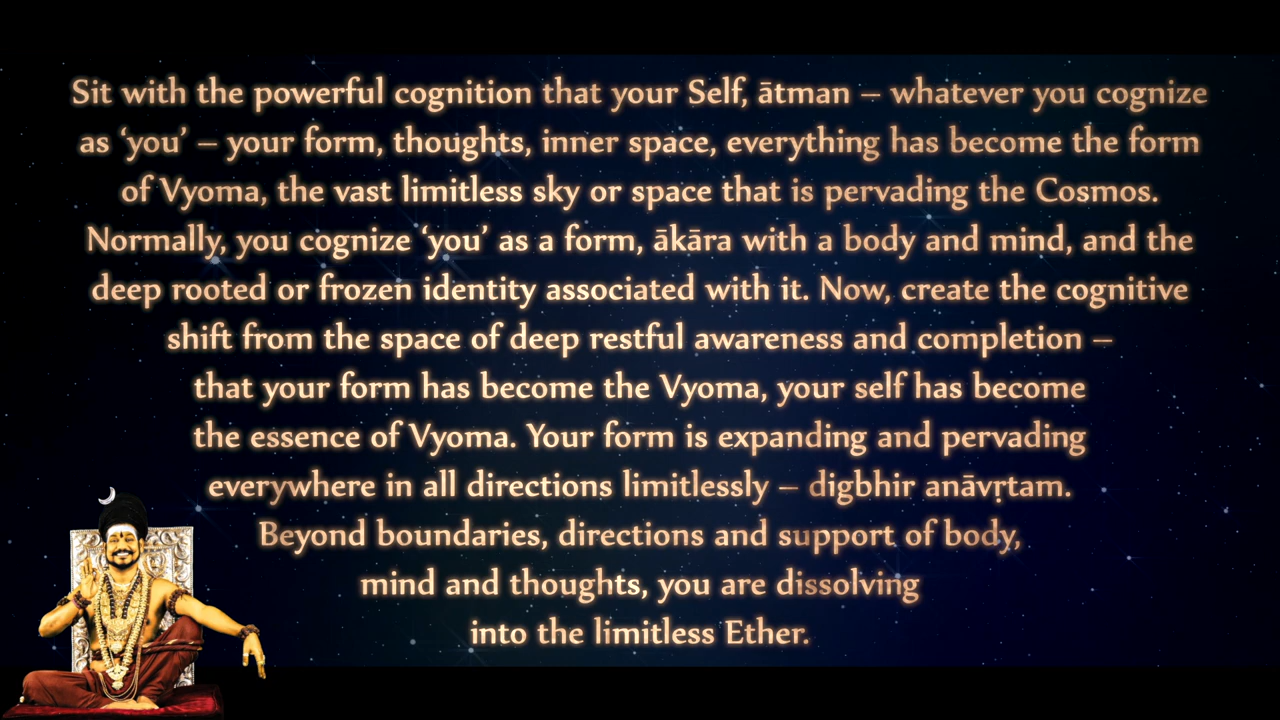 Sit with the powerful cognition that your Self, ātman – whatever you cognize
as ‘you’ – your form, thoughts, inner space, everything has become the form
of Vyoma, the vast limitless sky or space that is pervading the Cosmos.
Normally, you cognize ‘you’ as a form, ākāra with a body and mind, and the
deep rooted or frozen identity associated with it. Now, create the cognitive
shift from the space of deep restful awareness and completion –
that your form has become the Vyoma, your self has become
the essence of Vyoma. Your form is expanding and pervading
everywhere in all directions limitlessly – digbhir anāvṛtam.
Beyond boundaries, directions and support of body,
mind and thoughts, you are dissolving
into the limitless Ether.